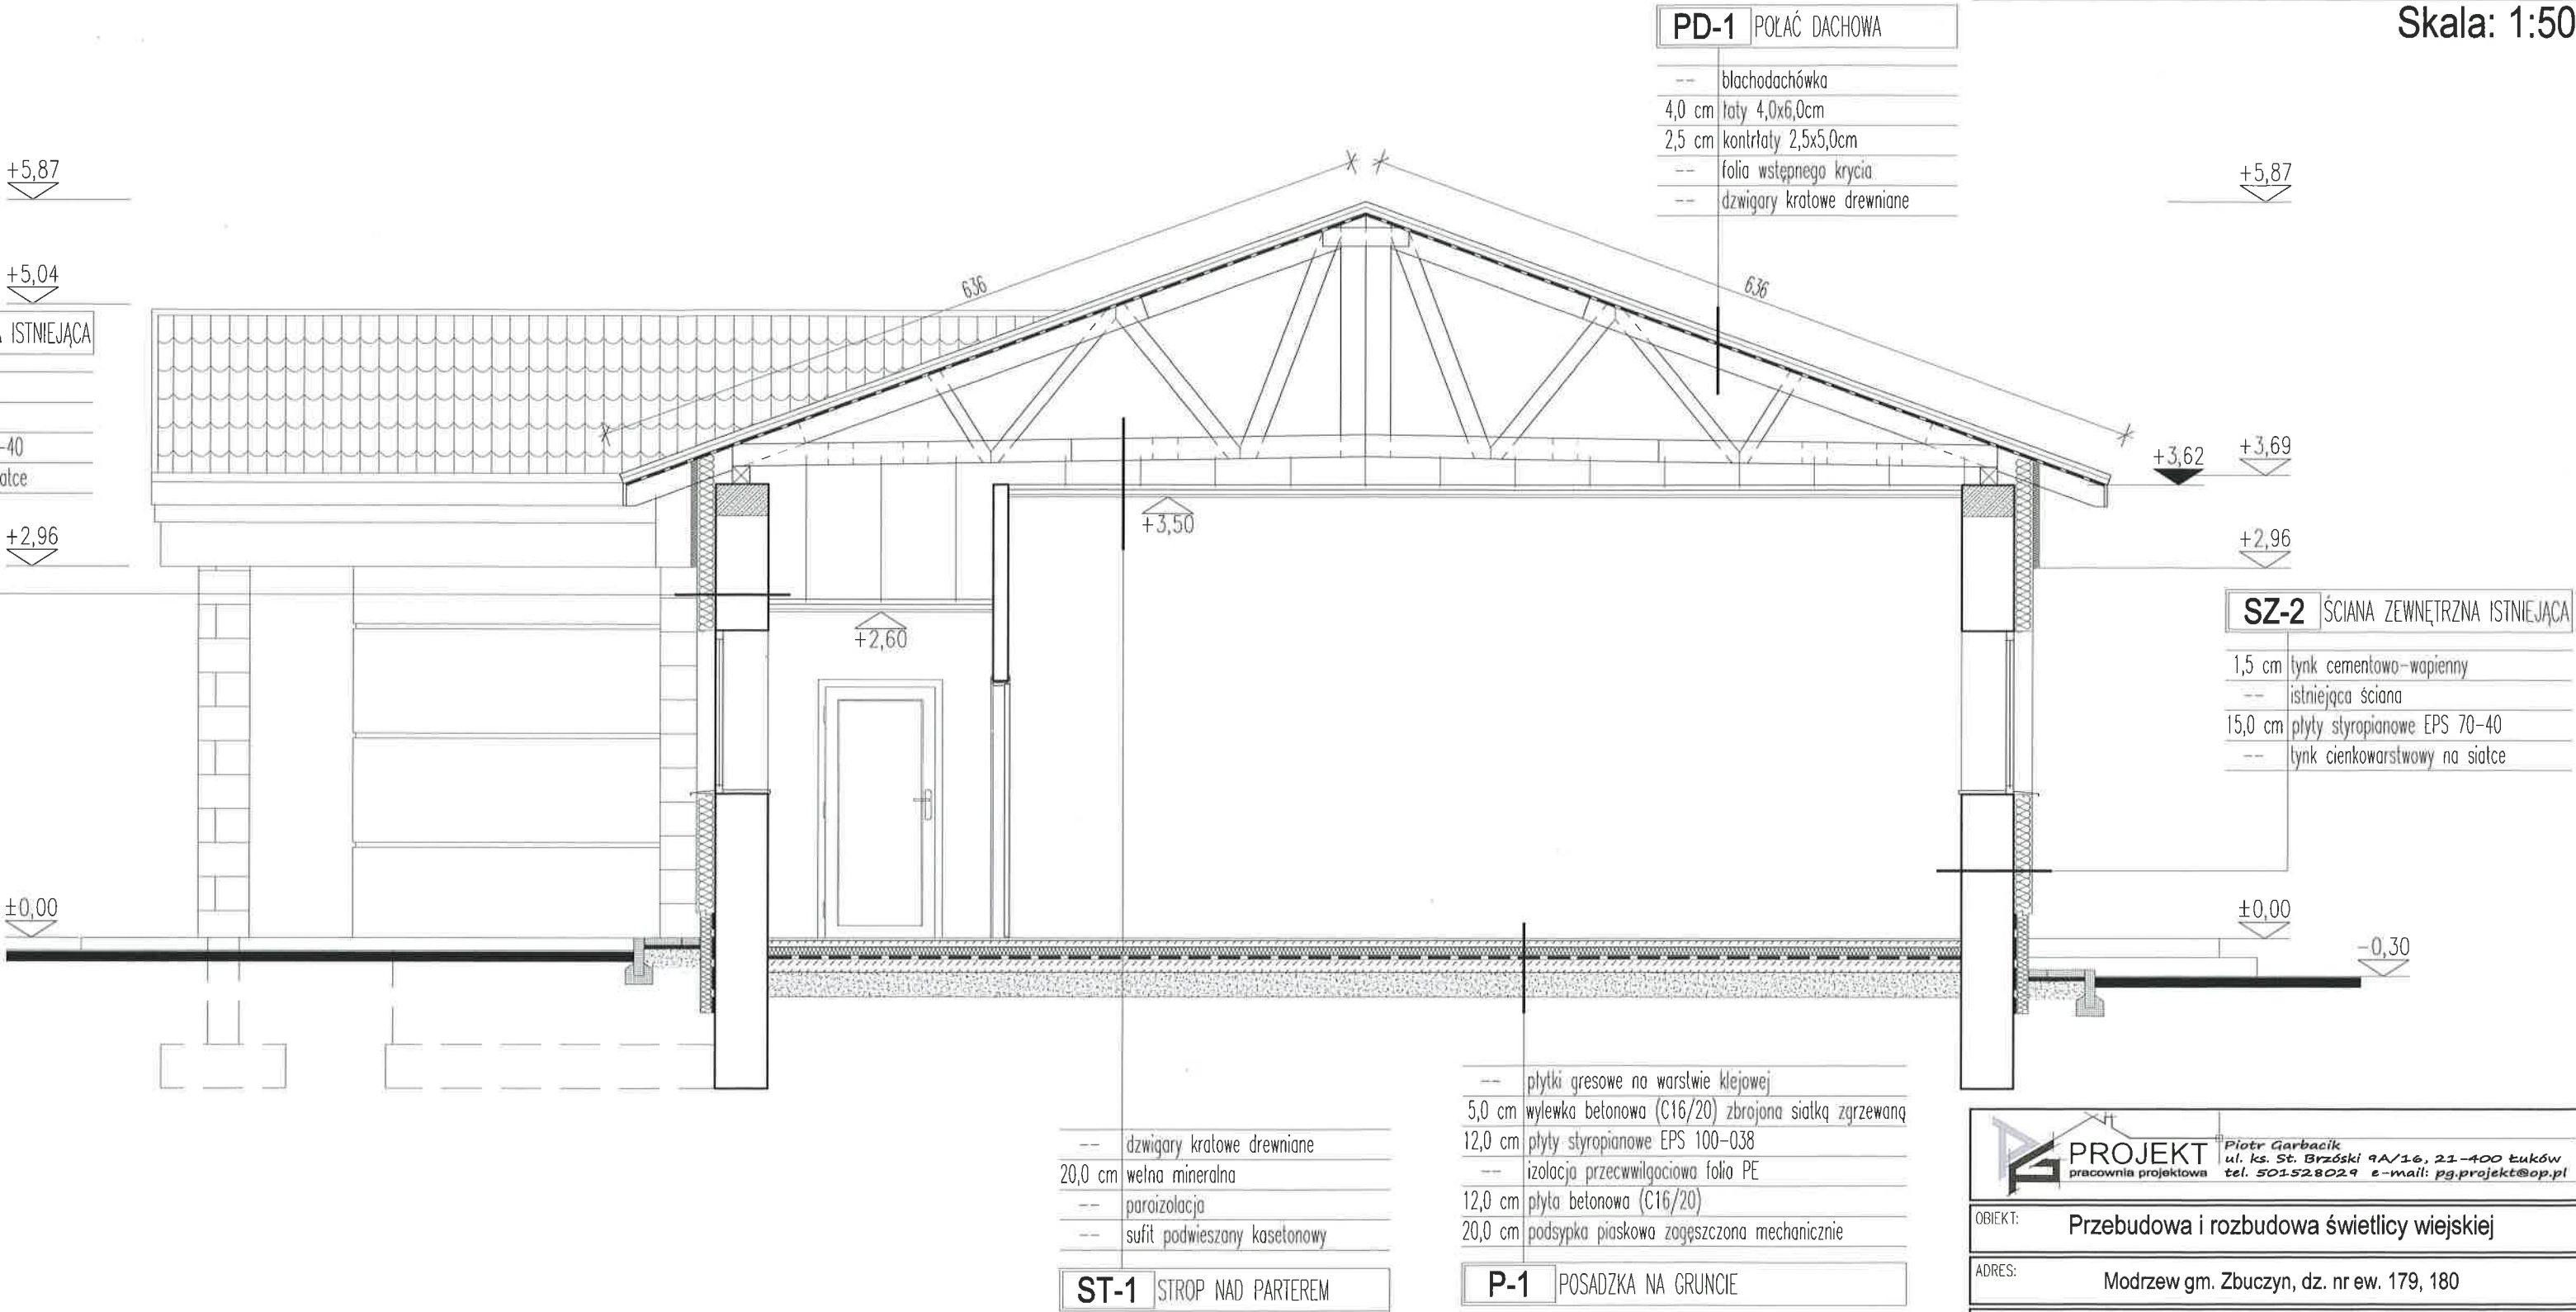 Skala: 1:50
PD-1 POŁAĆ DACHOWA
-- blachodachówka
4,0 cm łaty 4,0x6,0cm
2,5 cm kontrłaty 2,5x5,0cm
-- folia wstępnego krycia
-- dzwigary kratowe drewniane
+5,87
+5,04
ISTNIEJĄCA
-40
atce
+2,96
±0,00
636
636
+5,87
+3,62
+3,69
+2,96
+3,50
+2,60
SZ-2 ŚCIANA ZEWNĘTRZNA ISTNIEJĄCA
1,5 cm tynk cementowo-wapienny
-- istniejąca ściana
15,0 cm płyty styropianowe EPS 70-40
-- tynk cienkowarstwowy na siatce
±0,00
-0,30
-- dzwigary kratowe drewniane
20,0 cm wełna mineralna
-- paroizolacja
-- sufit podwieszany kasetonowy
ST-1 STROP NAD PARTEREM
-- płytki gresowe na warstwie klejowej
5,0 cm wylewka betonowa (C16/20) zbrojona siatką zgrzewaną
12,0 cm płyty styropianowe EPS 100-038
-- izolacja przecwwilgociowa folia PE
12,0 cm płyta betonowa (C16/20)
20,0 cm podsypka piaskowa zagęszczona mechanicznie
P-1 POSADZKA NA GRUNCIE
PROJEKT
pracownia projektowa
Piotr Garbacik
ul. ks. St. Brzóski 9A/16, 21-400 Łuków
tel. 501528029 e-mail: pg.projekt@op.pl
OBIEKT: Przebudowa i rozbudowa świetlicy wiejskiej
ADRES: Modrzew gm. Zbuczyn, dz. nr ew. 179, 180